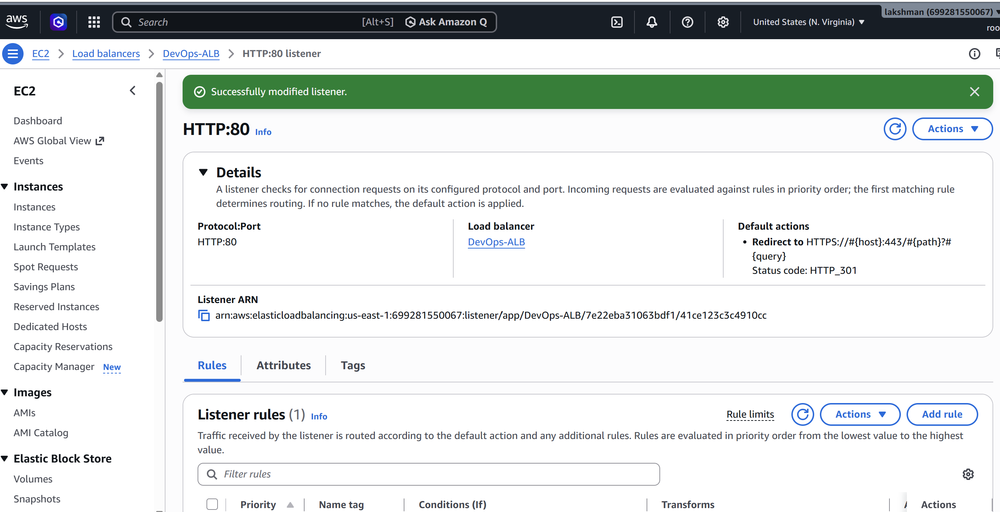 aws
Search [Alt+S] Ask Amazon Q
United States (N. Virginia)
lakshman (699281550067)
EC2 Load balancers DevOps-ALB HTTP:80 listener
EC2
Dashboard
AWS Global View
Events
Instances
Instances
Instance Types
Launch Templates
Spot Requests
Savings Plans
Reserved Instances
Dedicated Hosts
Capacity Reservations
Capacity Manager New
Images
AMIs
AMI Catalog
Elastic Block Store
Volumes
Snapshots
Successfully modified listener.
HTTP:80 Info
Actions
Details
A listener checks for connection requests on its configured protocol and port. Incoming requests are evaluated against rules in priority order; the first matching rule
determines routing. If no rule matches, the default action is applied.
Protocol:Port
HTTP:80
Load balancer
DevOps-ALB
Default actions
• Redirect to HTTPS://#{host}:443/#{path}?#
{query}
Status code: HTTP_301
Listener ARN
arn:aws:elasticloadbalancing:us-east-1:699281550067:listener/app/DevOps-ALB/7e22eba31063bdf1/41ce123c3c4910cc
Rules Attributes Tags
Listener rules (1) Info
Rule limits Actions Add rule
Traffic received by the listener is routed according to the default action and any additional rules. Rules are evaluated in priority order from the lowest value to the highest
value.
Filter rules
Priority Name tag Conditions (If) Transforms Actions